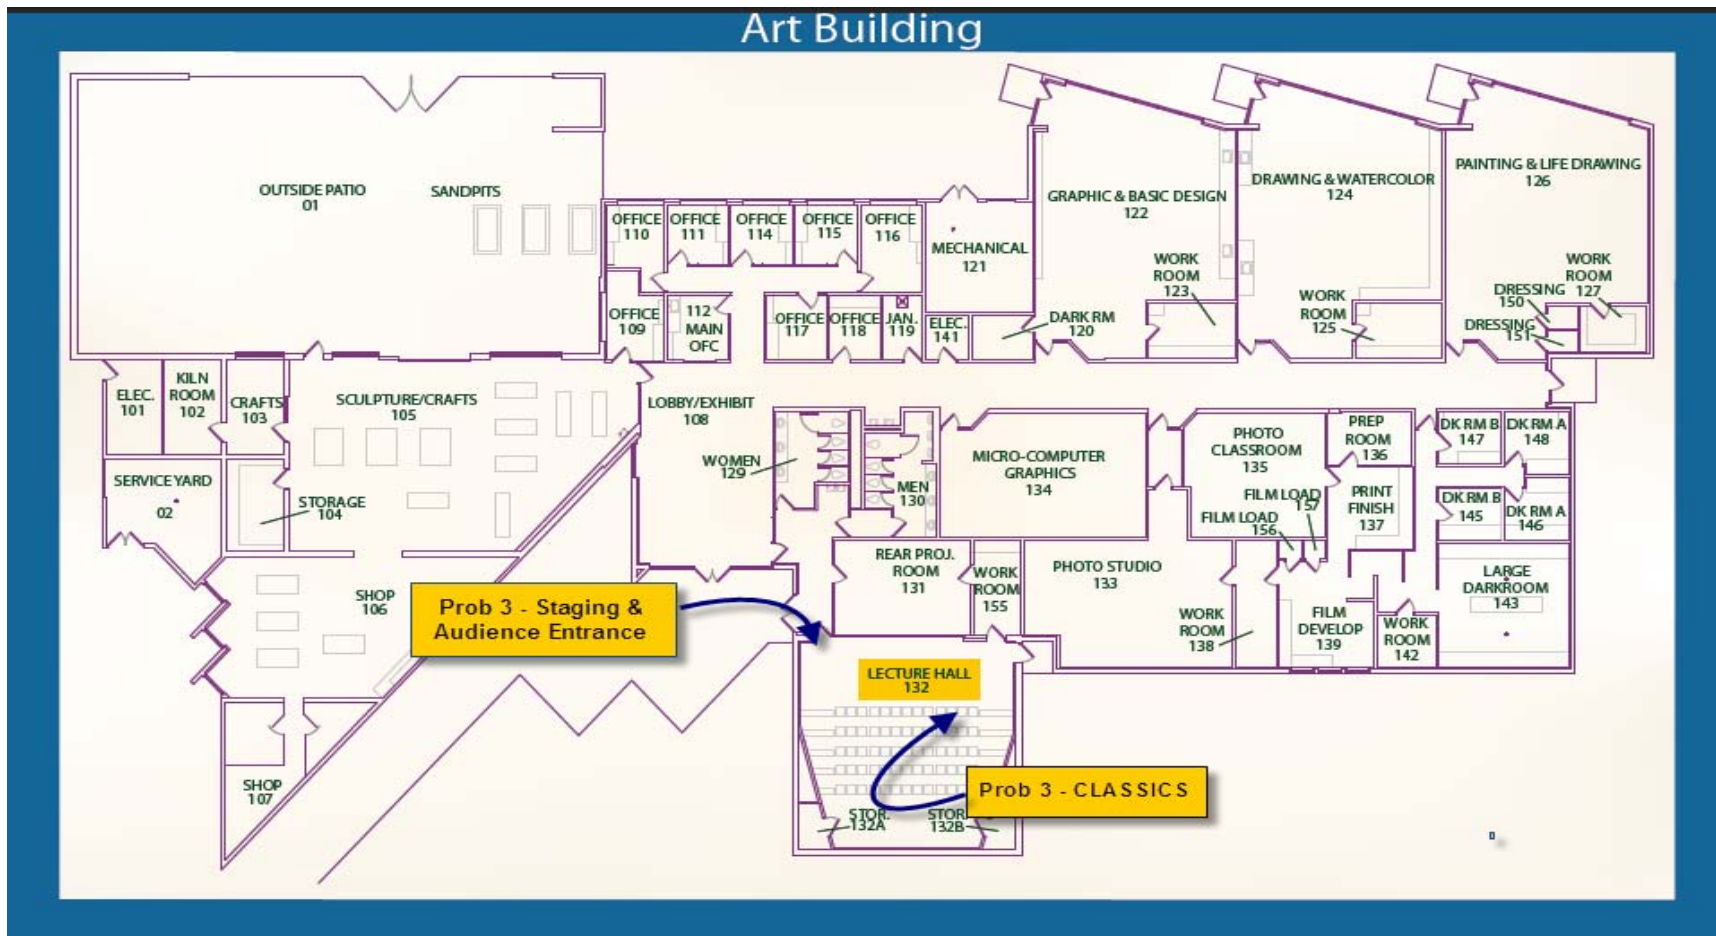 Art Building
OUTSIDE PATIO
01
SANDPITS
OFFICE
110
OFFICE
111
OFFICE
114
OFFICE
115
OFFICE
116
MECHANICAL
121
GRAPHIC & BASIC DESIGN
122
DRAWING & WATERCOLOR
124
PAINTING & LIFE DRAWING
126
WORK
ROOM
123
WORK
ROOM
125
WORK
ROOM
127
DRESSING
150
DRESSING
151
OFFICE
109
112
MAIN
OFC
OFFICE
117
OFFICE
118
JAN.
119
ELEC.
141
DARK RM
120
ELEC.
101
KILN
ROOM
102
CRAFTS
103
SCULPTURE/CRAFTS
105
LOBBY/EXHIBIT
108
WOMEN
129
MEN
130
MICRO-COMPUTER
GRAPHICS
134
PHOTO
CLASSROOM
135
PREP
ROOM
136
DK RM B
147
DK RM A
148
SERVICE YARD
02
STORAGE
104
FILM LOAD
157
FILM LOAD
156
PRINT
FINISH
137
DK RM B
145
DK RM A
146
SHOP
106
REAR PROJ.
ROOM
131
WORK
ROOM
155
PHOTO STUDIO
133
WORK
ROOM
138
FILM
DEVELOP
139
WORK
ROOM
142
LARGE
DARKROOM
143
Prob 3 - Staging &
Audience Entrance
LECTURE HALL
132
Prob 3 - CLASSICS
SHOP
107
STOR.
132A
STOR
132B